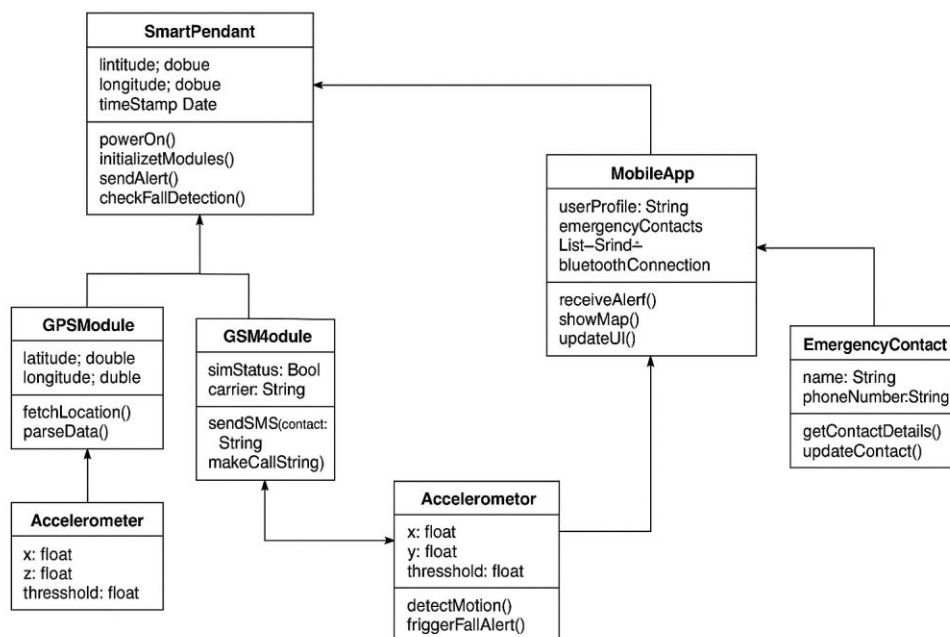 SmartPendant
lintitude; dobue
longitude; dobue
timeStamp Date
powerOn()
initializetModules()
sendAlert()
checkFallDetection()
MobileApp
userProfile: String
emergencyContacts
List–Srind–
bluetoothConnection
receiveAlerf()
showMap()
updateUI()
GPSModule
latitude; double
longitude; duble
fetchLocation()
parseData()
GSM4odule
simStatus: Bool
carrier: String
sendSMS(contact:
String
makeCallString)
EmergencyContact
name: String
phoneNumber:String
getContactDetails()
updateContact()
Accelerometer
x: float
z: float
thresshold: float
Accelerometor
x: float
y: float
thresshold: float
detectMotion()
friggerFallAlert()